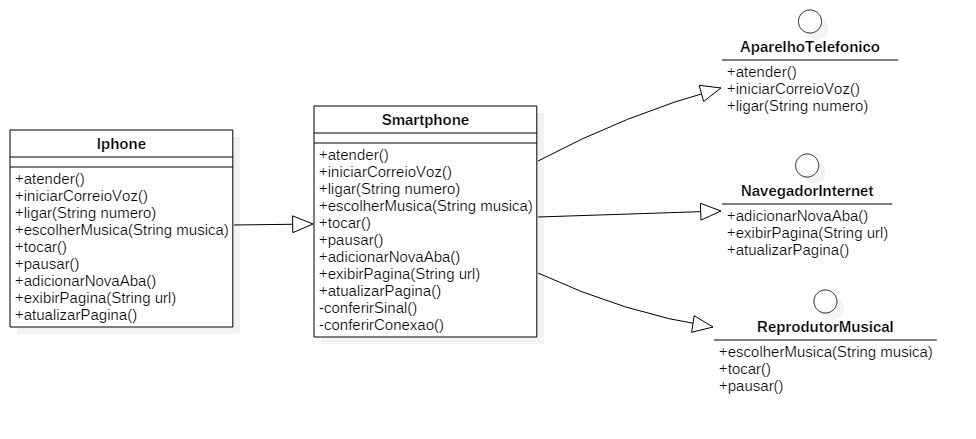 Iphone
+atender()
+iniciarCorreioVoz()
+ligar(String numero)
+escolherMusica(String musica)
+tocar()
+pausar()
+adicionarNovaAba()
+exibirPagina(String url)
+atualizarPagina()
Smartphone
+atender()
+iniciarCorreioVoz()
+ligar(String numero)
+escolherMusica(String musica)
+tocar()
+pausar()
+adicionarNovaAba()
+exibirPagina(String url)
+atualizarPagina()
-conferirSinal()
-conferirConexao()
AparelhoTelefonico
+atender()
+iniciarCorreioVoz()
+ligar(String numero)
NavegadorInternet
+adicionarNovaAba()
+exibirPagina(String url)
+atualizarPagina()
ReprodutorMusical
+escolherMusica(String musica)
+tocar()
+pausar()